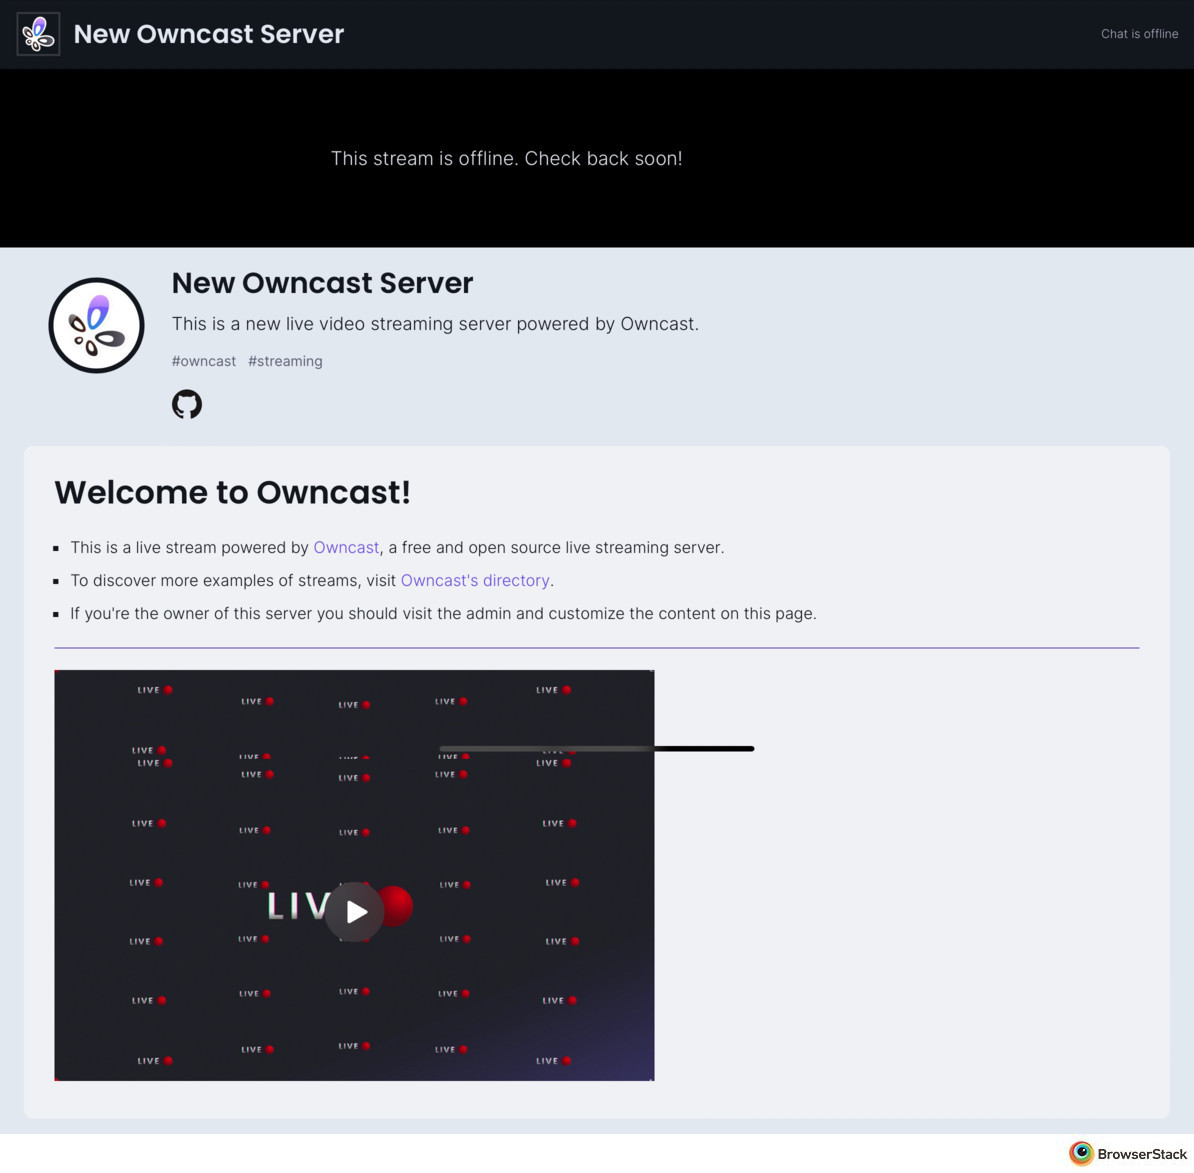 New Owncast Server
Chat is offline
This stream is offline. Check back soon!
New Owncast Server
This is a new live video streaming server powered by Owncast.
#owncast #streaming
Welcome to Owncast!
This is a live stream powered by Owncast, a free and open source live streaming server.
To discover more examples of streams, visit Owncast's directory.
If you're the owner of this server you should visit the admin and customize the content on this page.
LIVE LIVE LIVE LIVE LIVE
LIVE LIVE LIVE
LIVE LIVE LIVE LIVE LIVE
LIVE LIVE LIVE LIVE LIVE
LIVE LIVE LIVE LIVE
LIV
LIVE LIVE LIVE LIVE
LIVE LIVE LIVE LIVE LIVE
LIVE LIVE LIVE LIVE LIVE
BrowserStack